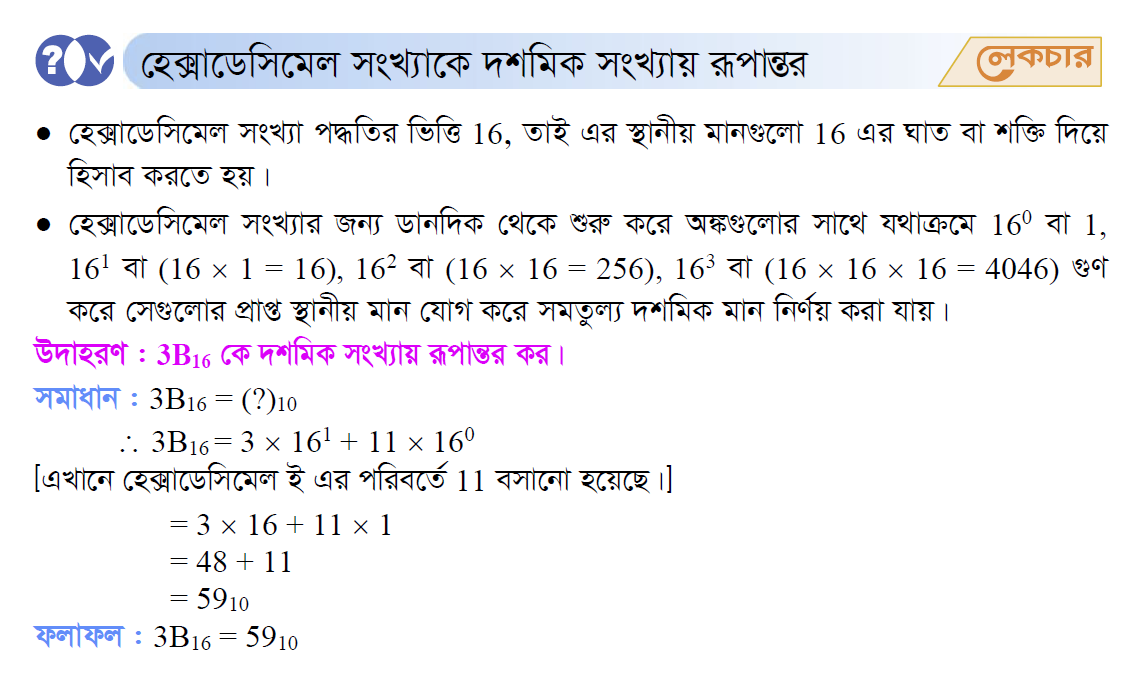 হেক্সাডেসিমেল সংখ্যাকে দশমিক সংখ্যায় রূপান্তর
লেকচার
● হেক্সাডেসিমেল সংখ্যা পদ্ধতির ভিত্তি 16, তাই এর স্থানীয় মানগুলো 16 এর ঘাত বা শক্তি দিয়ে
হিসাব করতে হয়।
● হেক্সাডেসিমেল সংখ্যার জন্য ডানদিক থেকে শুরু করে অঙ্কগুলোর সাথে যথাক্রমে 16⁰ বা 1,
16¹ বা (16 × 1 = 16), 16² বা (16 × 16 = 256), 16³ বা (16 × 16 × 16 = 4046) গুণ
করে সেগুলোর প্রাপ্ত স্থানীয় মান যোগ করে সমতুল্য দশমিক মান নির্ণয় করা যায়।
উদাহরণ : 3B₁₆ কে দশমিক সংখ্যায় রূপান্তর কর।
সমাধান : 3B₁₆ = (?)₁₀
∴ 3B₁₆ = 3 × 16¹ + 11 × 16⁰
[এখানে হেক্সাডেসিমেল ই এর পরিবর্তে 11 বসানো হয়েছে।]
= 3 × 16 + 11 × 1
= 48 + 11
= 59₁₀
ফলাফল : 3B₁₆ = 59₁₀